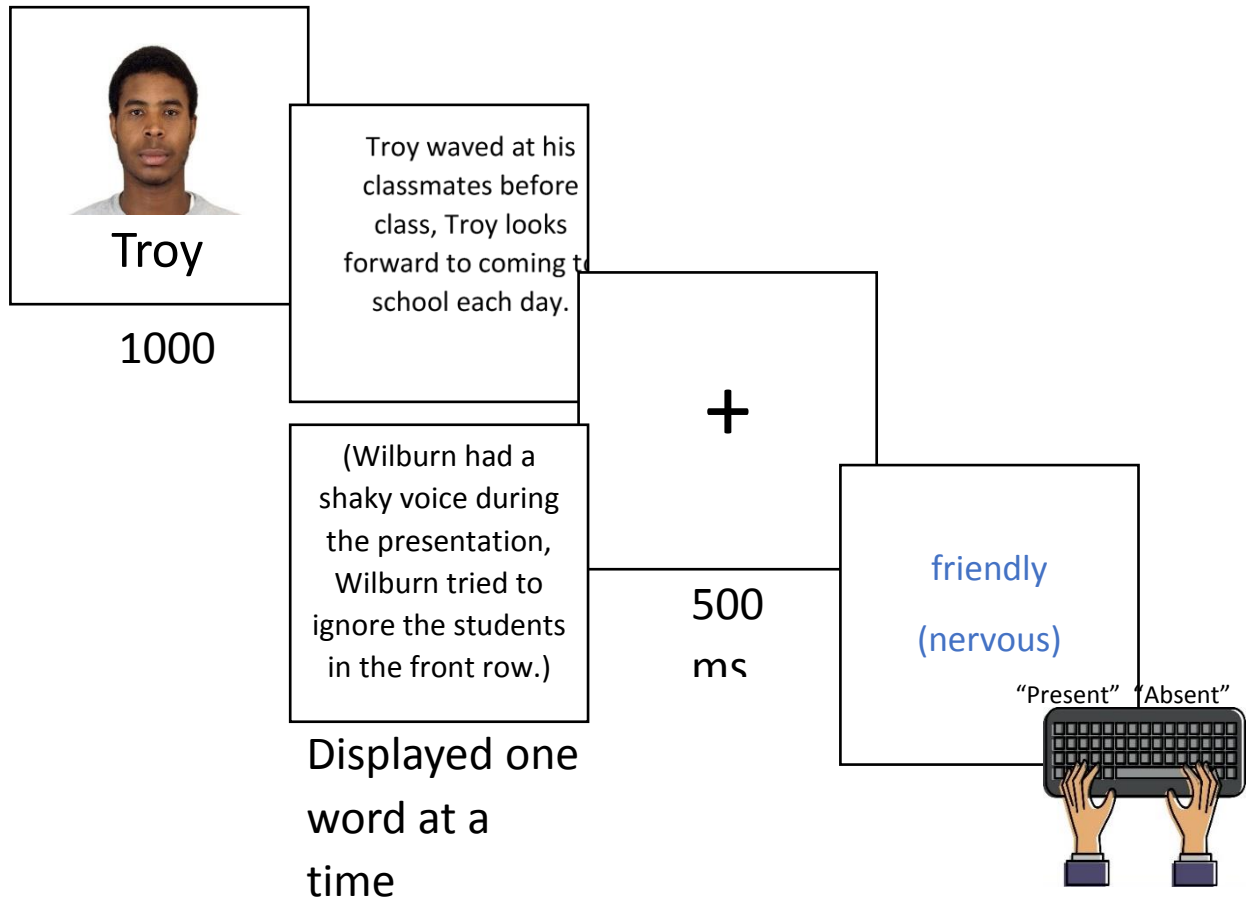 Troy
1000
Troy waved at his
classmates before
class, Troy looks
forward to coming to
school each day.
(Wilburn had a
shaky voice during
the presentation,
Wilburn tried to
ignore the students
in the front row.)
Displayed one
word at a
time
+
500
ms
friendly
(nervous)
“Present” “Absent”